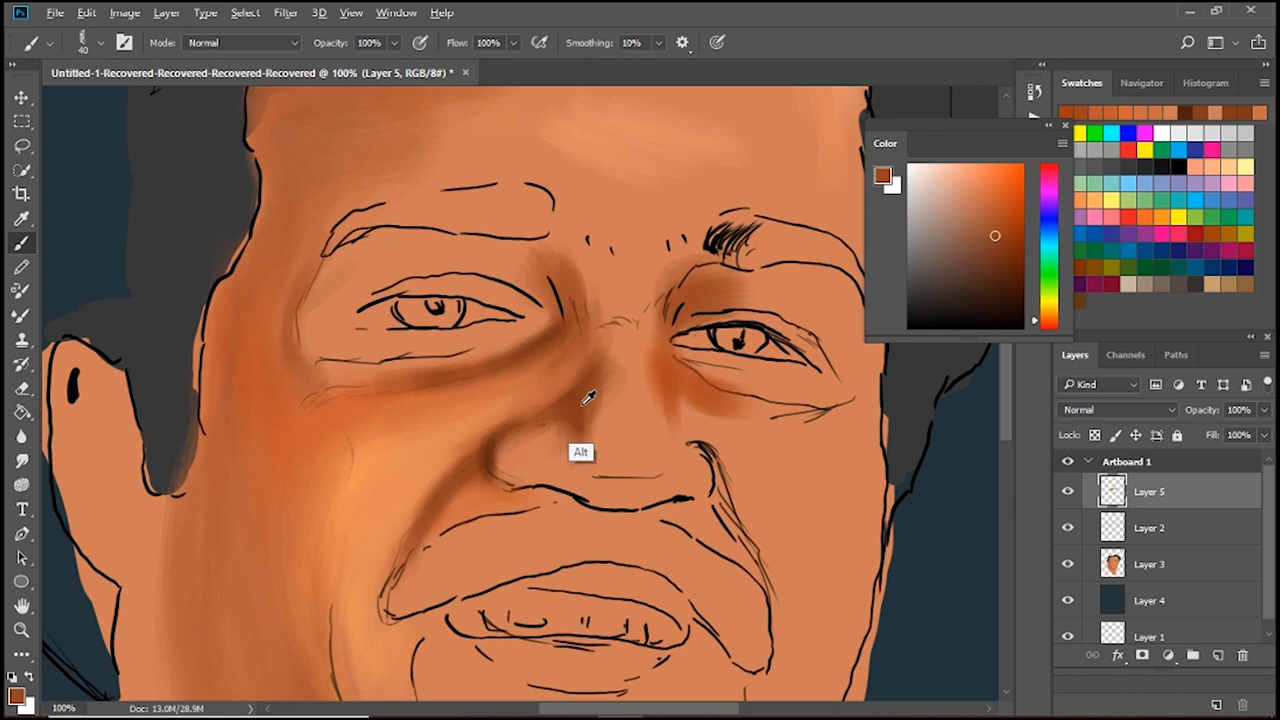 Ps File Edit Image Layer Type Select Filter 3D View Window Help
40 Mode: Normal Opacity: 100% Flow: 100% Smoothing: 10%
Untitled-1-Recovered-Recovered-Recovered-Recovered @ 100% (Layer 5, RGB/8#) *
Swatches Navigator Histogram
Color
Alt
Layers Channels Paths
Kind
Normal Opacity: 100%
Lock: Fill: 100%
Artboard 1
Layer 5
Layer 2
Layer 3
Layer 4
Layer 1
fx
100% Doc: 13.0M/28.9M